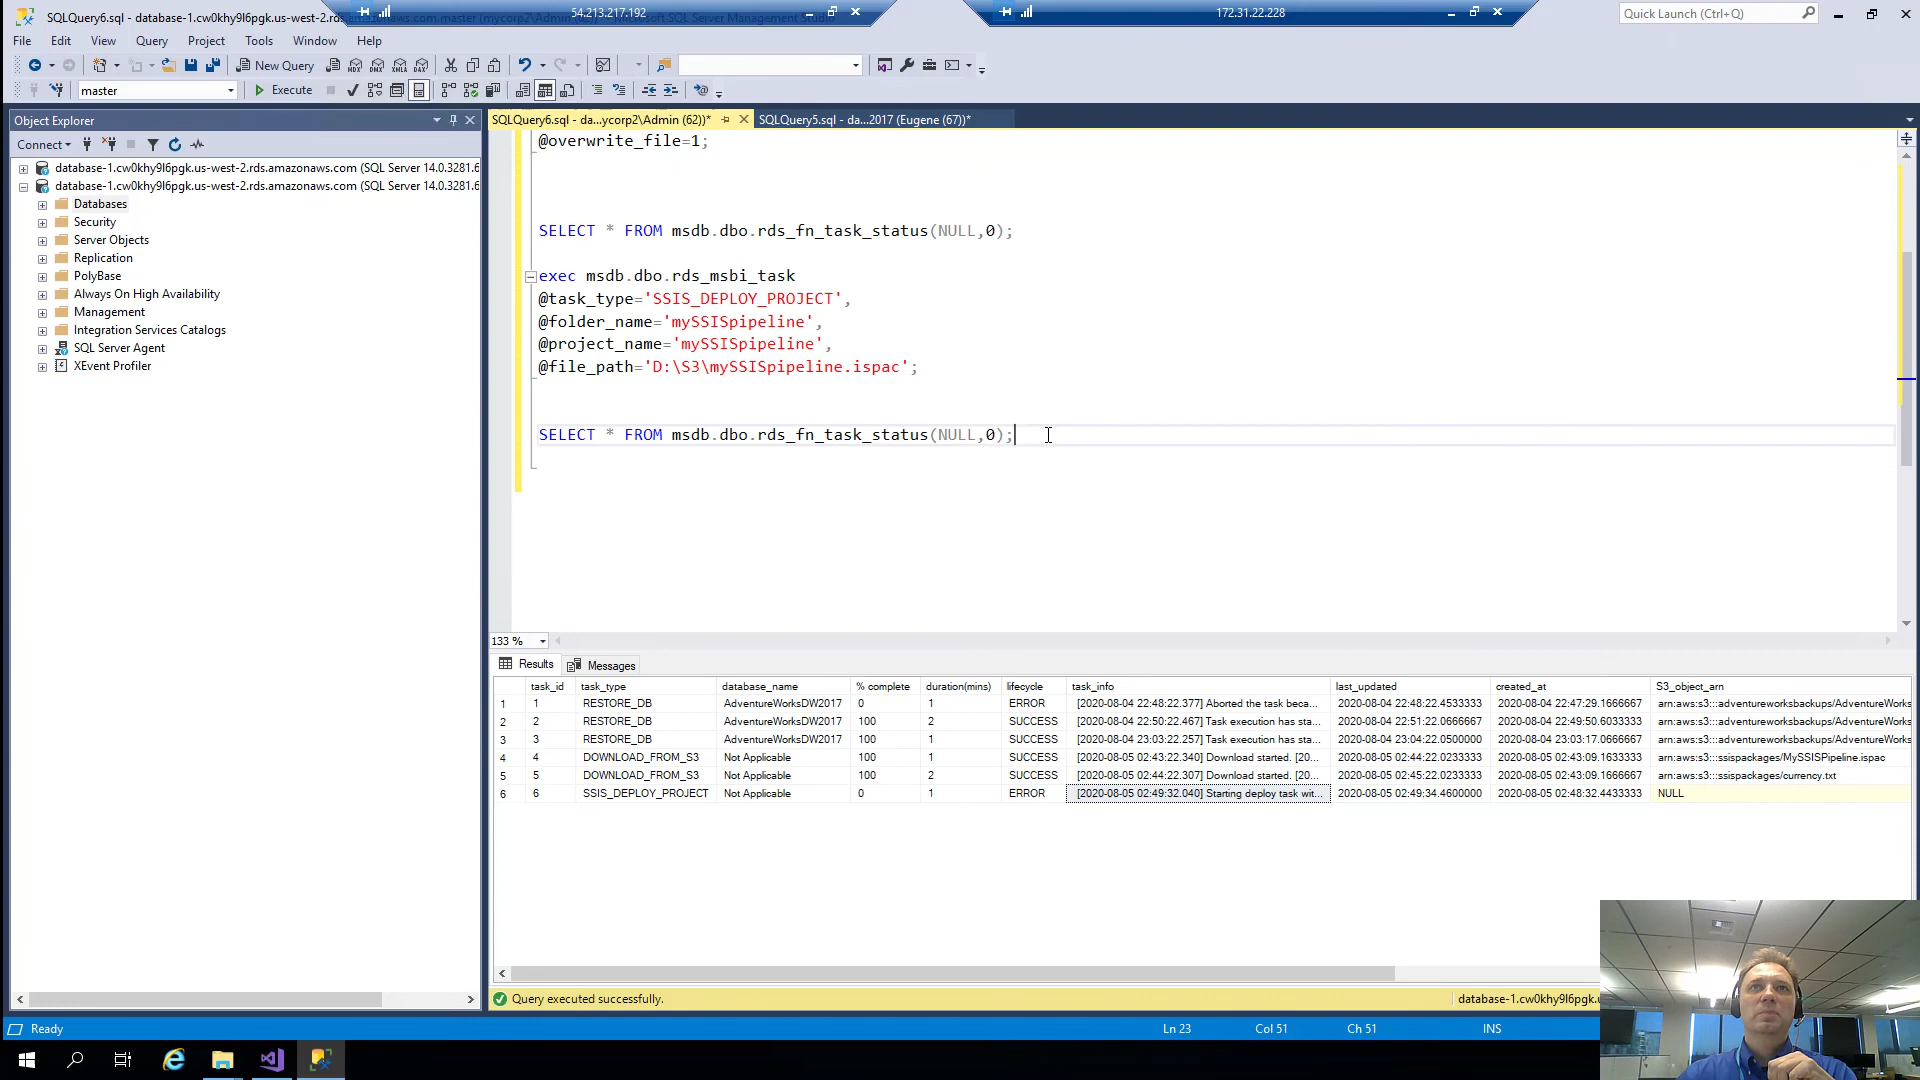 SQLQuery6.sql - database-1.cw0khy9l6pgk.us-west-2.rds.amazonaws.com.master (mycorp2\Admin (62))* - Microsoft SQL Server Management Studio
54.213.217.192
172.31.22.228
Quick Launch (Ctrl+Q)
File Edit View Query Project Tools Window Help
New Query
MDX DMX XMLA DAX
master
Execute
Object Explorer
Connect
database-1.cw0khy9l6pgk.us-west-2.rds.amazonaws.com (SQL Server 14.0.3281.6
database-1.cw0khy9l6pgk.us-west-2.rds.amazonaws.com (SQL Server 14.0.3281.6
Databases
Security
Server Objects
Replication
PolyBase
Always On High Availability
Management
Integration Services Catalogs
SQL Server Agent
XEvent Profiler
SQLQuery6.sql - da...ycorp2\Admin (62))*
SQLQuery5.sql - da...2017 (Eugene (67))*
@overwrite_file=1;
SELECT * FROM msdb.dbo.rds_fn_task_status(NULL,0);
exec msdb.dbo.rds_msbi_task
@task_type='SSIS_DEPLOY_PROJECT',
@folder_name='mySSISpipeline',
@project_name='mySSISpipeline',
@file_path='D:\S3\mySSISpipeline.ispac';
SELECT * FROM msdb.dbo.rds_fn_task_status(NULL,0);
133 %
Results Messages
task_id task_type database_name % complete duration(mins) lifecycle task_info last_updated created_at S3_object_arn
1 1 RESTORE_DB AdventureWorksDW2017 0 1 ERROR [2020-08-04 22:48:22.377] Aborted the task beca... 2020-08-04 22:48:22.4533333 2020-08-04 22:47:29.1666667 arn:aws:s3:::adventureworksbackups/AdventureWorks
2 2 RESTORE_DB AdventureWorksDW2017 100 2 SUCCESS [2020-08-04 22:50:22.467] Task execution has sta... 2020-08-04 22:51:22.0666667 2020-08-04 22:49:50.6033333 arn:aws:s3:::adventureworksbackups/AdventureWorks
3 3 RESTORE_DB AdventureWorksDW2017 100 1 SUCCESS [2020-08-04 23:03:22.257] Task execution has sta... 2020-08-04 23:04:22.0500000 2020-08-04 23:03:17.0666667 arn:aws:s3:::adventureworksbackups/AdventureWorks
4 4 DOWNLOAD_FROM_S3 Not Applicable 100 1 SUCCESS [2020-08-05 02:43:22.340] Download started. [20... 2020-08-05 02:44:22.0233333 2020-08-05 02:43:09.1633333 arn:aws:s3:::ssispackages/MySSISPipeline.ispac
5 5 DOWNLOAD_FROM_S3 Not Applicable 100 2 SUCCESS [2020-08-05 02:44:22.307] Download started. [20... 2020-08-05 02:45:22.0233333 2020-08-05 02:43:09.1666667 arn:aws:s3:::ssispackages/currency.txt
6 6 SSIS_DEPLOY_PROJECT Not Applicable 0 1 ERROR [2020-08-05 02:49:32.040] Starting deploy task wit... 2020-08-05 02:49:34.4600000 2020-08-05 02:48:32.4433333 NULL
Query executed successfully.
database-1.cw0khy9l6pg
Ready
Ln 23 Col 51 Ch 51 INS